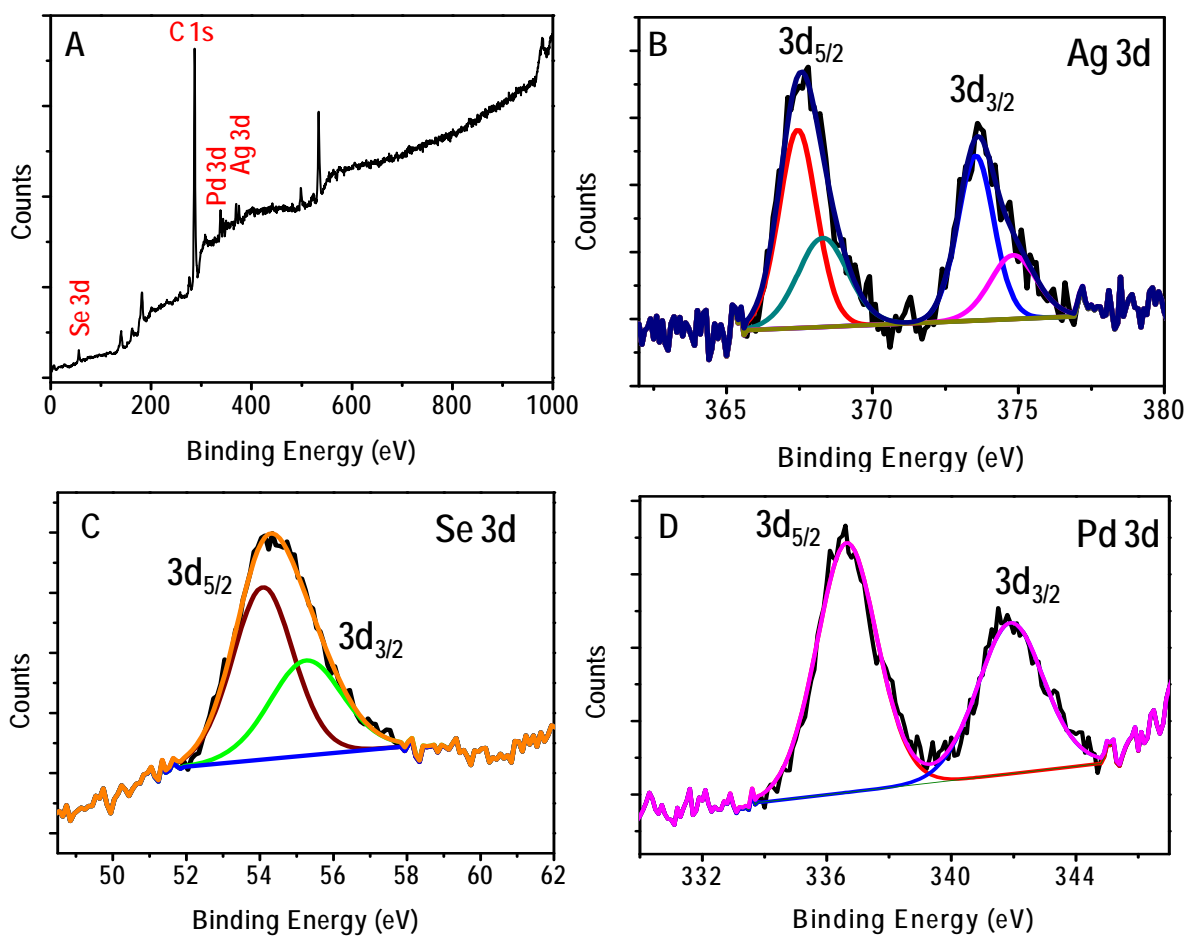 A
C 1s
Pd 3d
Ag 3d
Se 3d
Counts
0 200 400 600 800 1000
Binding Energy (eV)
B
Ag 3d
3d5/2
3d3/2
Counts
365 370 375 380
Binding Energy (eV)
C
Se 3d
3d5/2
3d3/2
Counts
50 52 54 56 58 60 62
Binding Energy (eV)
D
Pd 3d
3d5/2
3d3/2
Counts
332 336 340 344
Binding Energy (eV)